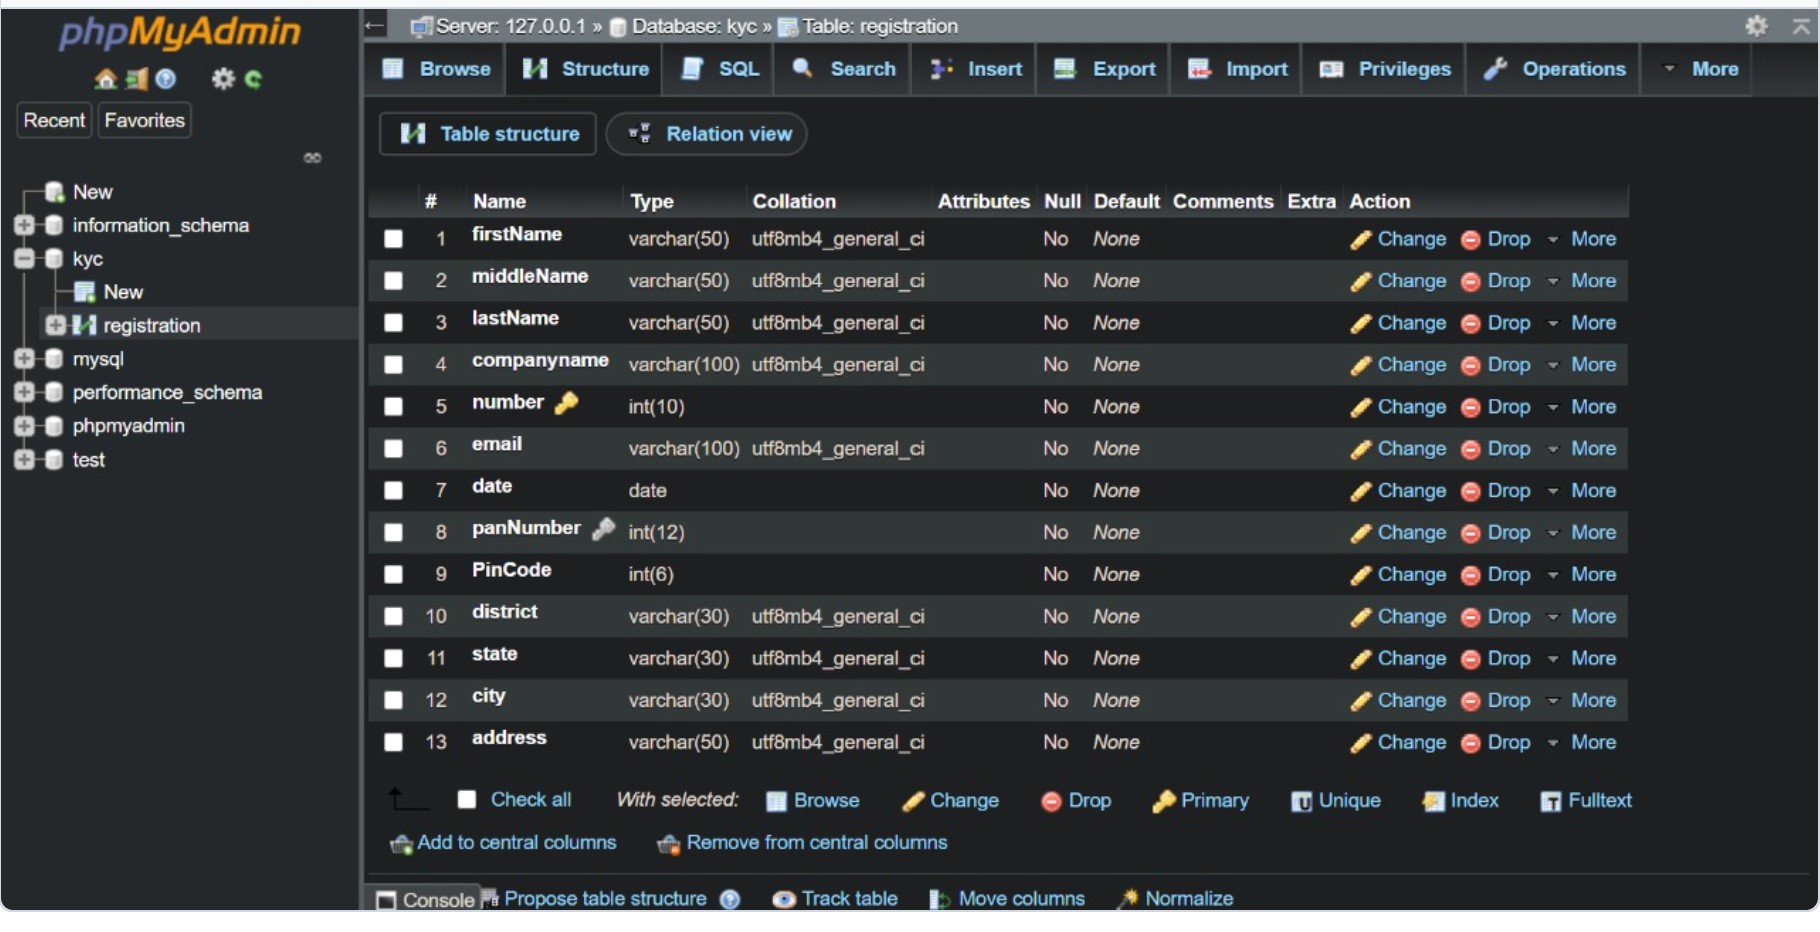 phpMyAdmin
Recent Favorites
New
information_schema
kyc
New
registration
mysql
performance_schema
phpmyadmin
test
Server: 127.0.0.1 » Database: kyc » Table: registration
Browse Structure SQL Search Insert Export Import Privileges Operations More
Table structure Relation view
# Name Type Collation Attributes Null Default Comments Extra Action
1 firstName varchar(50) utf8mb4_general_ci No None Change Drop More
2 middleName varchar(50) utf8mb4_general_ci No None Change Drop More
3 lastName varchar(50) utf8mb4_general_ci No None Change Drop More
4 companyname varchar(100) utf8mb4_general_ci No None Change Drop More
5 number int(10) No None Change Drop More
6 email varchar(100) utf8mb4_general_ci No None Change Drop More
7 date date No None Change Drop More
8 panNumber int(12) No None Change Drop More
9 PinCode int(6) No None Change Drop More
10 district varchar(30) utf8mb4_general_ci No None Change Drop More
11 state varchar(30) utf8mb4_general_ci No None Change Drop More
12 city varchar(30) utf8mb4_general_ci No None Change Drop More
13 address varchar(50) utf8mb4_general_ci No None Change Drop More
Check all With selected: Browse Change Drop Primary Unique Index Fulltext
Add to central columns Remove from central columns
Console Propose table structure Track table Move columns Normalize